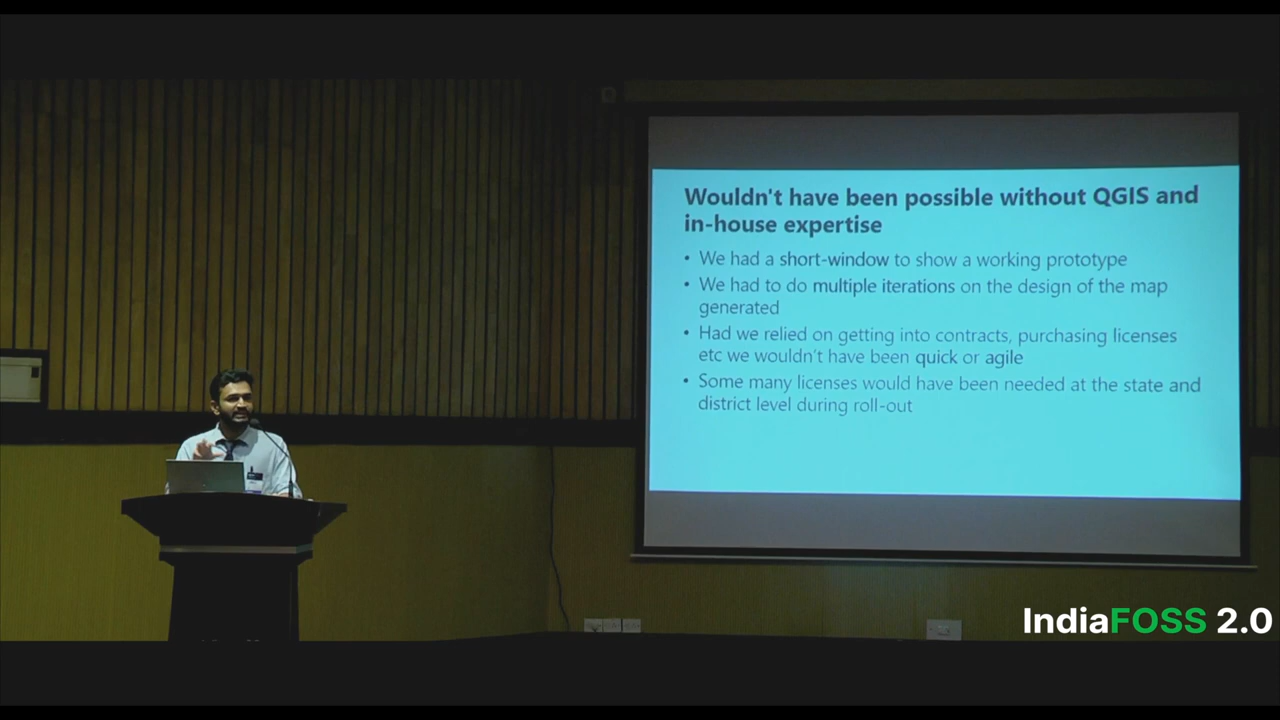 Wouldn't have been possible without QGIS and
in-house expertise
• We had a short-window to show a working prototype
• We had to do multiple iterations on the design of the map
generated
• Had we relied on getting into contracts, purchasing licenses
etc we wouldn't have been quick or agile
• Some many licenses would have been needed at the state and
district level during roll-out
IndiaFOSS 2.0